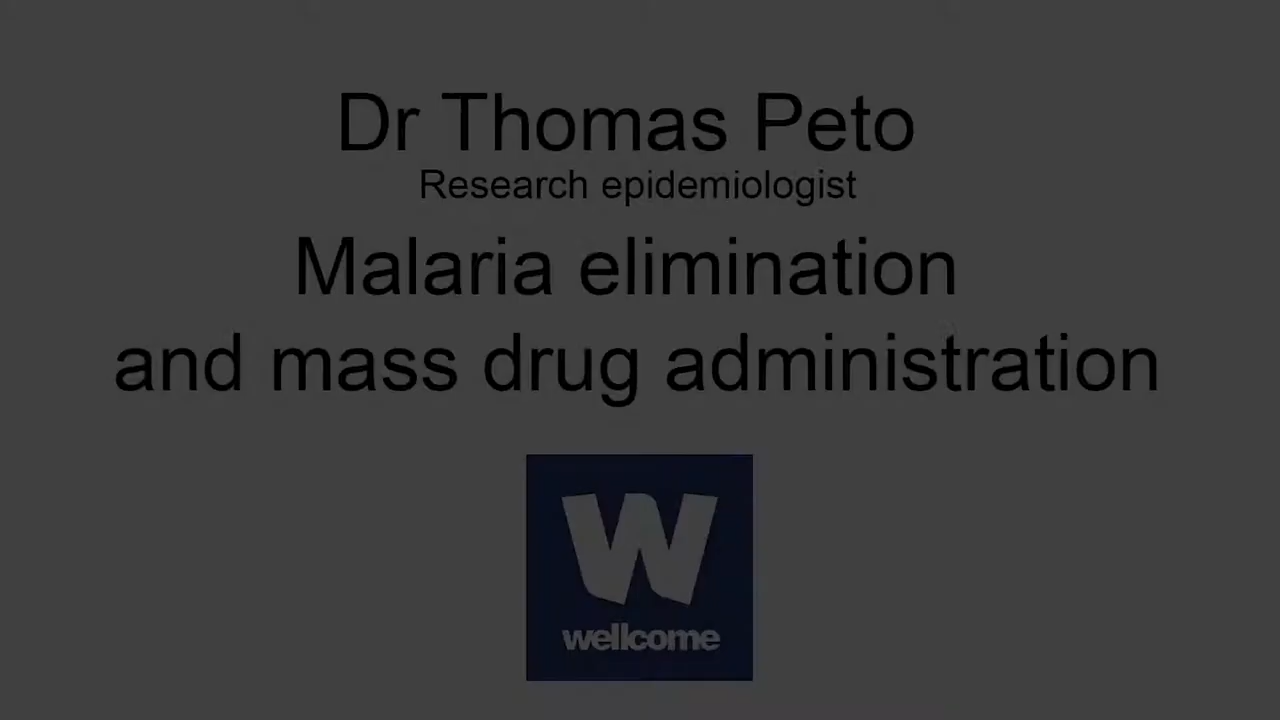 Dr Thomas Peto
Research epidemiologist
Malaria elimination
and mass drug administration
W
wellcome